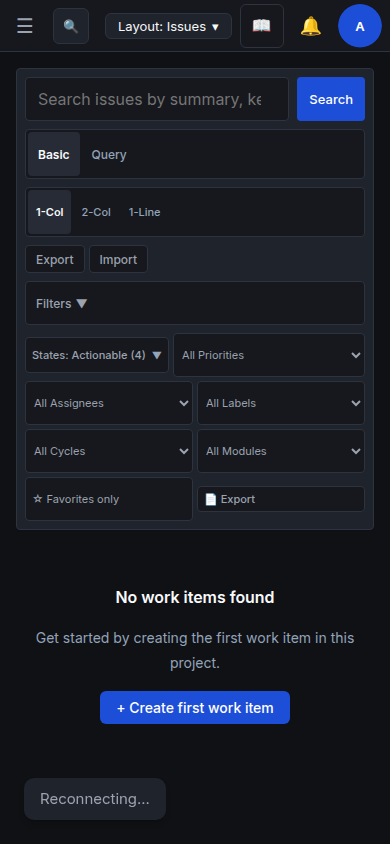 Layout: Issues ▾
A
Search issues by summary, ke
Search
Basic Query
1-Col 2-Col 1-Line
Export Import
Filters ▼
States: Actionable (4) ▼ All Priorities
All Assignees All Labels
All Cycles All Modules
☆ Favorites only Export
No work items found
Get started by creating the first work item in this
project.
+ Create first work item
Reconnecting...